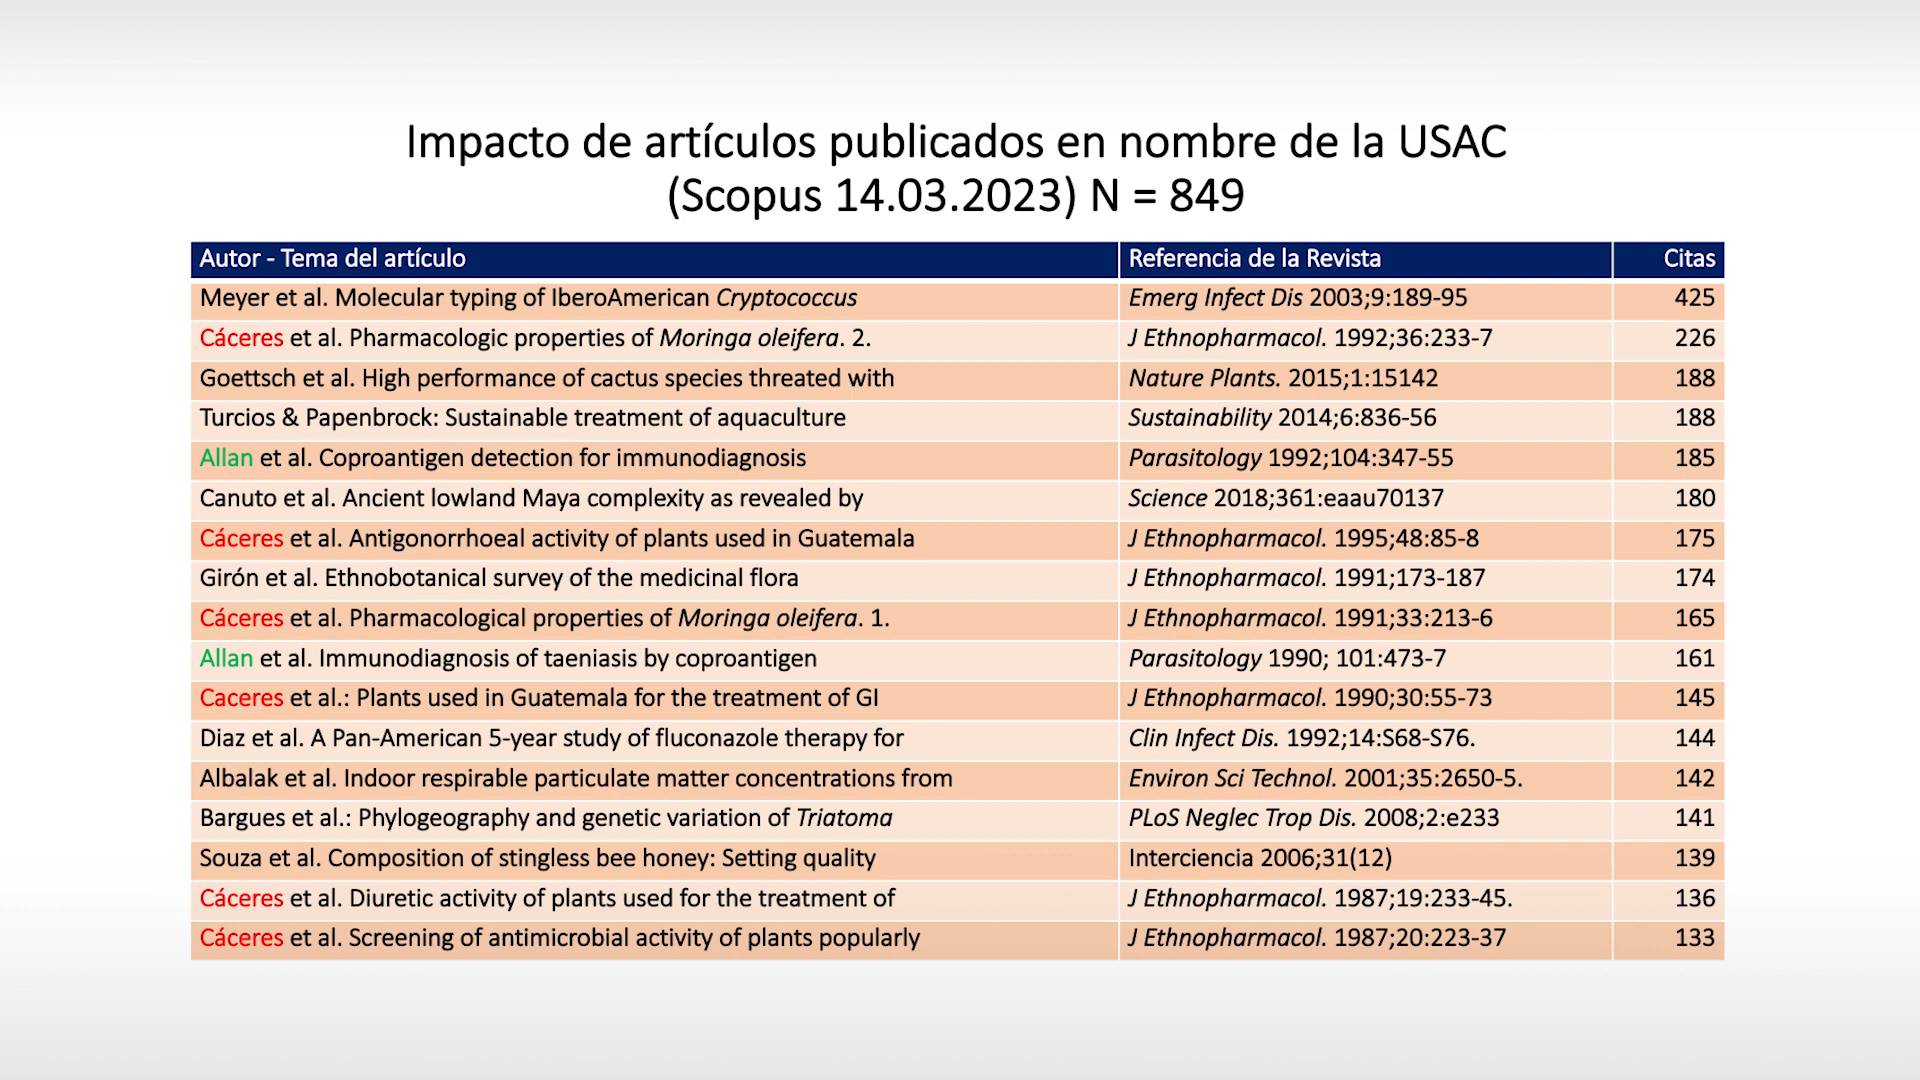 Impacto de artículos publicados en nombre de la USAC
(Scopus 14.03.2023) N = 849
Autor - Tema del artículo Referencia de la Revista Citas
Meyer et al. Molecular typing of IberoAmerican Cryptococcus Emerg Infect Dis 2003;9:189-95 425
Cáceres et al. Pharmacologic properties of Moringa oleifera. 2. J Ethnopharmacol. 1992;36:233-7 226
Goettsch et al. High performance of cactus species threated with Nature Plants. 2015;1:15142 188
Turcios & Papenbrock: Sustainable treatment of aquaculture Sustainability 2014;6:836-56 188
Allan et al. Coproantigen detection for immunodiagnosis Parasitology 1992;104:347-55 185
Canuto et al. Ancient lowland Maya complexity as revealed by Science 2018;361:eaau70137 180
Cáceres et al. Antigonorrhoeal activity of plants used in Guatemala J Ethnopharmacol. 1995;48:85-8 175
Girón et al. Ethnobotanical survey of the medicinal flora J Ethnopharmacol. 1991;173-187 174
Cáceres et al. Pharmacological properties of Moringa oleifera. 1. J Ethnopharmacol. 1991;33:213-6 165
Allan et al. Immunodiagnosis of taeniasis by coproantigen Parasitology 1990; 101:473-7 161
Caceres et al.: Plants used in Guatemala for the treatment of GI J Ethnopharmacol. 1990;30:55-73 145
Diaz et al. A Pan-American 5-year study of fluconazole therapy for Clin Infect Dis. 1992;14:S68-S76. 144
Albalak et al. Indoor respirable particulate matter concentrations from Environ Sci Technol. 2001;35:2650-5. 142
Bargues et al.: Phylogeography and genetic variation of Triatoma PLoS Neglec Trop Dis. 2008;2:e233 141
Souza et al. Composition of stingless bee honey: Setting quality Interciencia 2006;31(12) 139
Cáceres et al. Diuretic activity of plants used for the treatment of J Ethnopharmacol. 1987;19:233-45. 136
Cáceres et al. Screening of antimicrobial activity of plants popularly J Ethnopharmacol. 1987;20:223-37 133